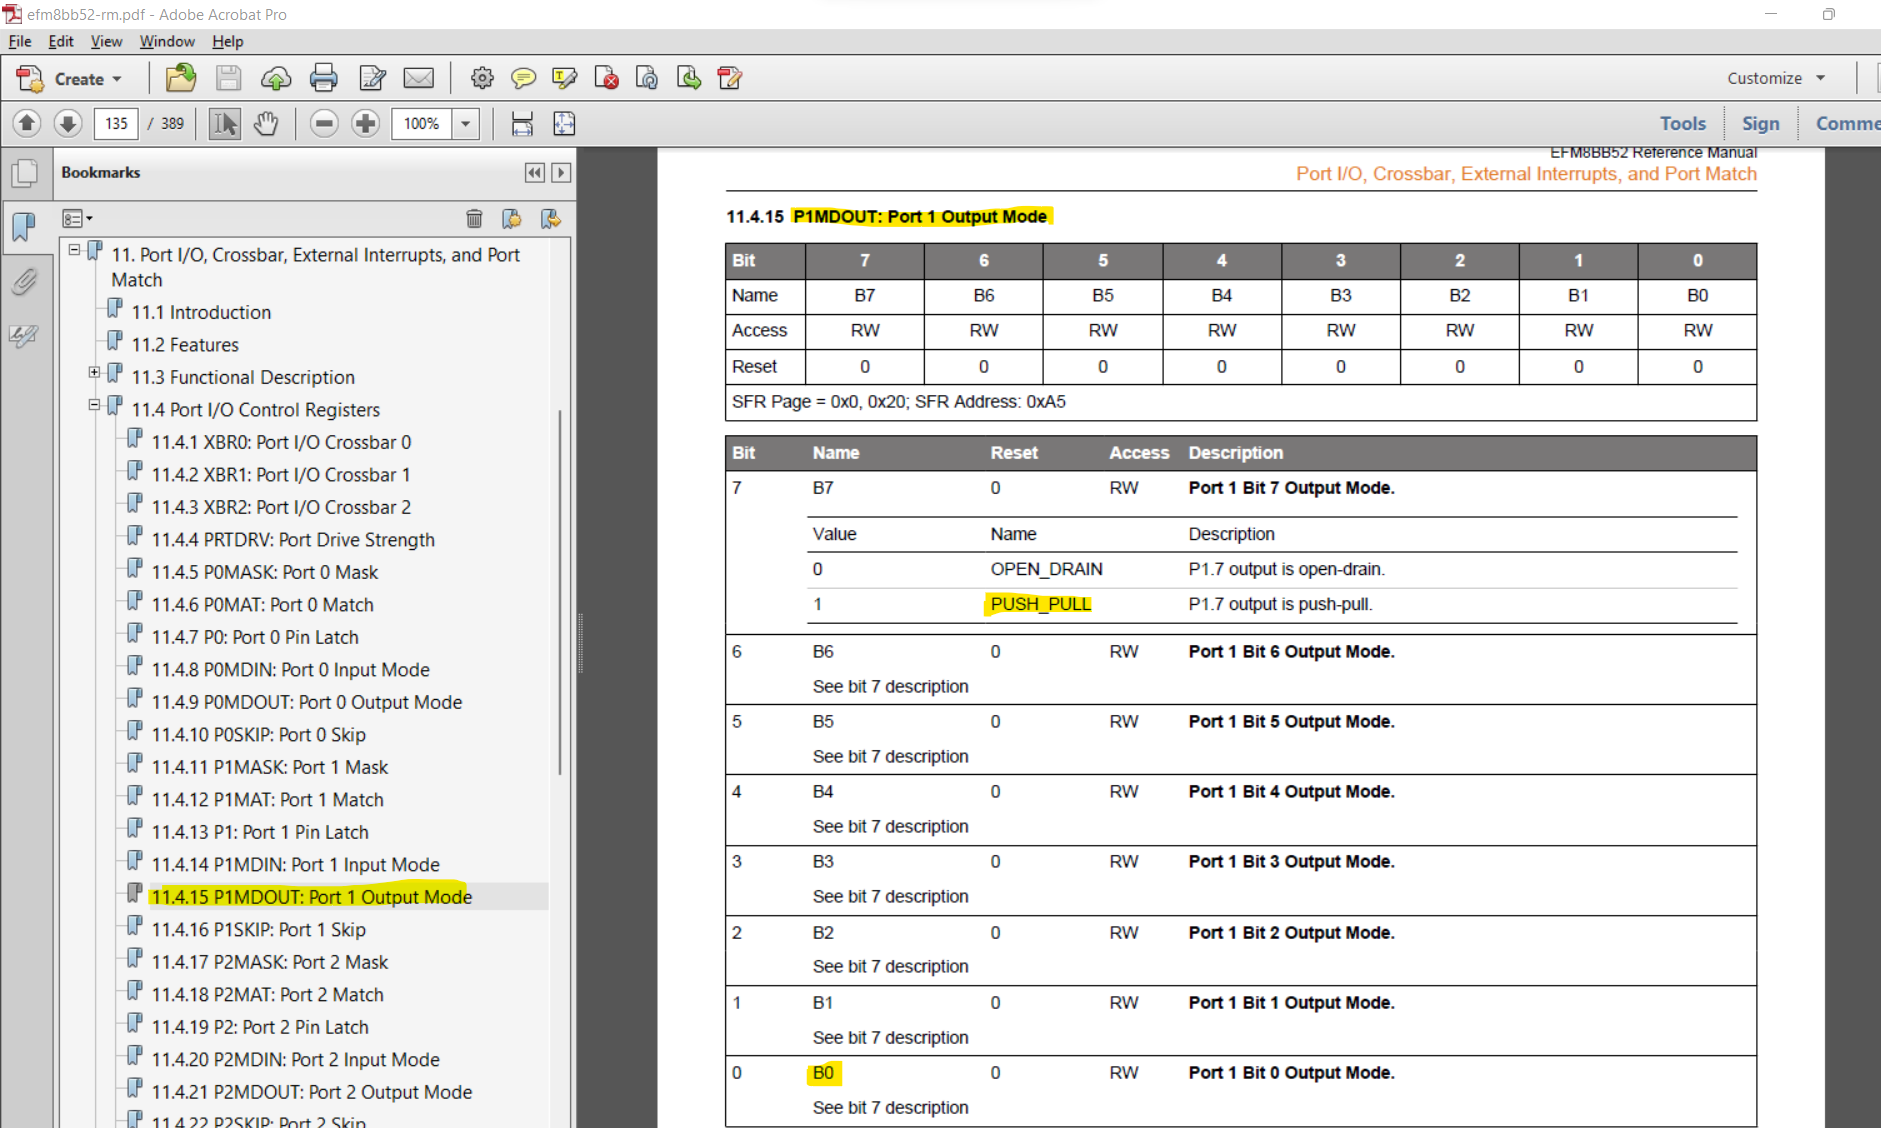 efm8bb52-rm.pdf - Adobe Acrobat Pro
File Edit View Window Help
Create Customize
135 / 389 100% Tools Sign Comme
Bookmarks
11. Port I/O, Crossbar, External Interrupts, and Port
Match
11.1 Introduction
11.2 Features
11.3 Functional Description
11.4 Port I/O Control Registers
11.4.1 XBR0: Port I/O Crossbar 0
11.4.2 XBR1: Port I/O Crossbar 1
11.4.3 XBR2: Port I/O Crossbar 2
11.4.4 PRTDRV: Port Drive Strength
11.4.5 P0MASK: Port 0 Mask
11.4.6 P0MAT: Port 0 Match
11.4.7 P0: Port 0 Pin Latch
11.4.8 P0MDIN: Port 0 Input Mode
11.4.9 P0MDOUT: Port 0 Output Mode
11.4.10 P0SKIP: Port 0 Skip
11.4.11 P1MASK: Port 1 Mask
11.4.12 P1MAT: Port 1 Match
11.4.13 P1: Port 1 Pin Latch
11.4.14 P1MDIN: Port 1 Input Mode
11.4.15 P1MDOUT: Port 1 Output Mode
11.4.16 P1SKIP: Port 1 Skip
11.4.17 P2MASK: Port 2 Mask
11.4.18 P2MAT: Port 2 Match
11.4.19 P2: Port 2 Pin Latch
11.4.20 P2MDIN: Port 2 Input Mode
11.4.21 P2MDOUT: Port 2 Output Mode
11.4.22 P2SKIP: Port 2 Skip
EFM8BB52 Reference Manual
Port I/O, Crossbar, External Interrupts, and Port Match
11.4.15 P1MDOUT: Port 1 Output Mode
Bit 7 6 5 4 3 2 1 0
Name B7 B6 B5 B4 B3 B2 B1 B0
Access RW RW RW RW RW RW RW RW
Reset 0 0 0 0 0 0 0 0
SFR Page = 0x0, 0x20; SFR Address: 0xA5
Bit Name Reset Access Description
7 B7 0 RW Port 1 Bit 7 Output Mode.
Value Name Description
0 OPEN_DRAIN P1.7 output is open-drain.
1 PUSH_PULL P1.7 output is push-pull.
6 B6 0 RW Port 1 Bit 6 Output Mode.
See bit 7 description
5 B5 0 RW Port 1 Bit 5 Output Mode.
See bit 7 description
4 B4 0 RW Port 1 Bit 4 Output Mode.
See bit 7 description
3 B3 0 RW Port 1 Bit 3 Output Mode.
See bit 7 description
2 B2 0 RW Port 1 Bit 2 Output Mode.
See bit 7 description
1 B1 0 RW Port 1 Bit 1 Output Mode.
See bit 7 description
0 B0 0 RW Port 1 Bit 0 Output Mode.
See bit 7 description